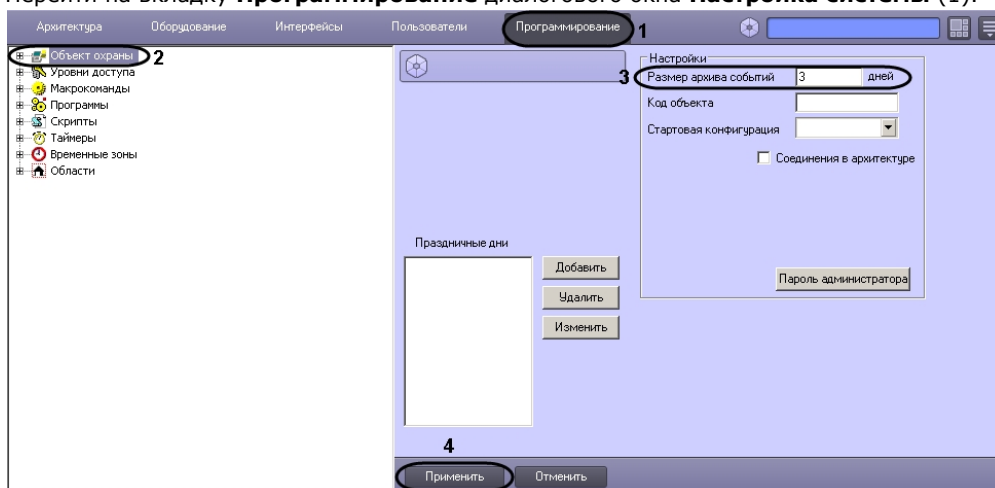 Перейти на вкладку Программирование диалогового окна Настройка системы (1).
Архитектура Оборудование Интерфейсы Пользователи Программирование 1
Объект охраны 2
Уровни доступа
Макрокоманды
Программы
Скрипты
Таймеры
Временные зоны
Области
Настройки
3 Размер архива событий 3 дней
Код объекта
Стартовая конфигурация
Соединения в архитектуре
Пароль администратора
Праздничные дни
Добавить
Удалить
Изменить
4
Применить Отменить